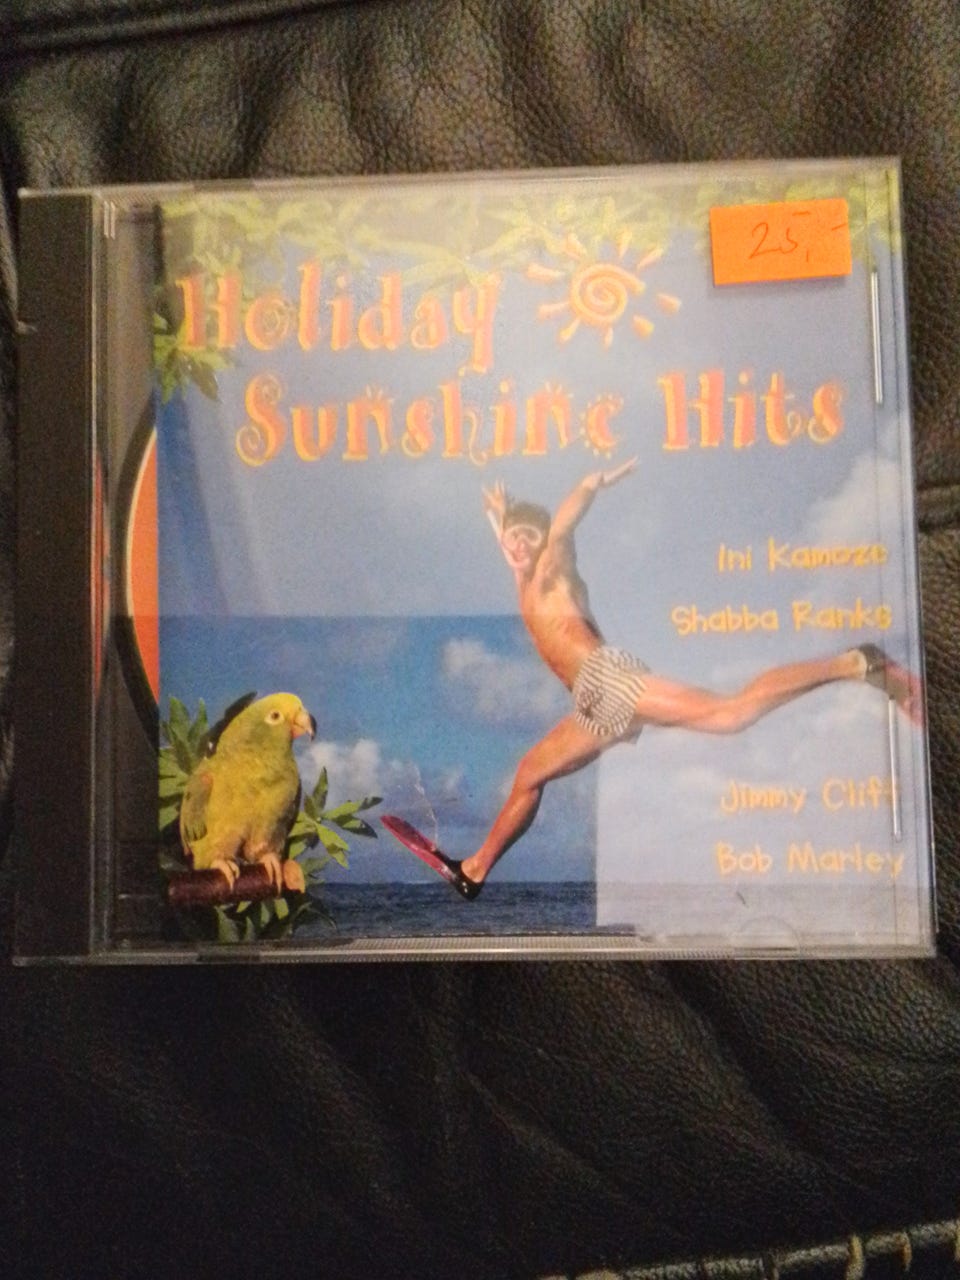 25,-
Holiday
Sunshine Hits
Ini Kamoze
Shabba Ranks
Jimmy Cliff
Bob Marley